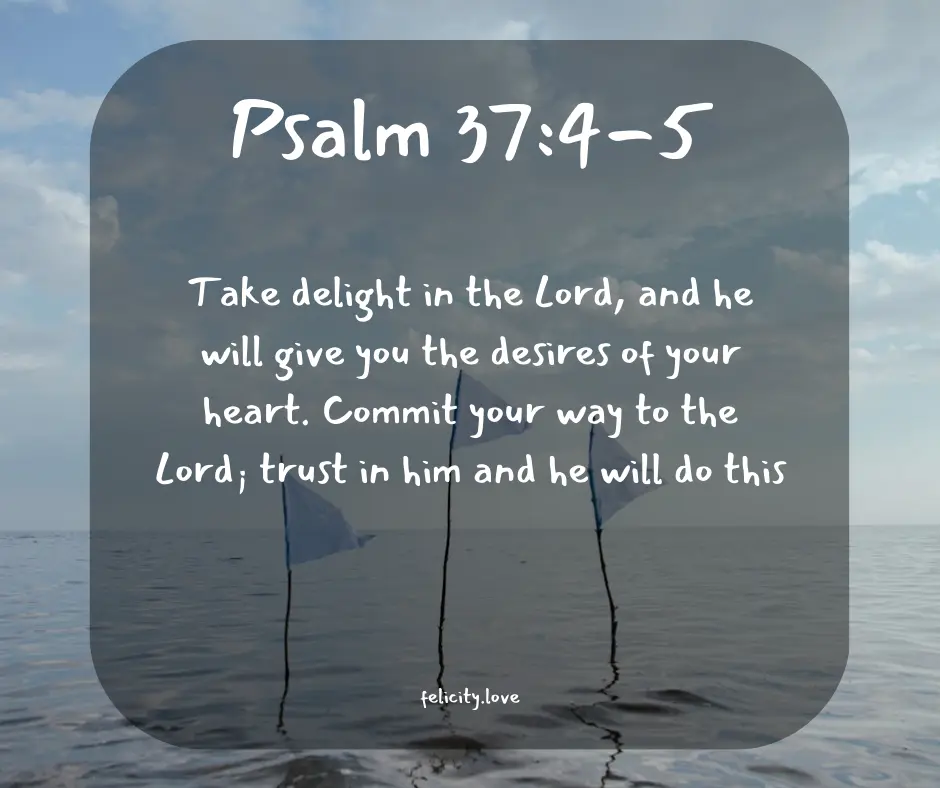 Psalm 37:4-5
Take delight in the Lord, and he
will give you the desires of your
heart. Commit your way to the
Lord; trust in him and he will do this
felicity.love